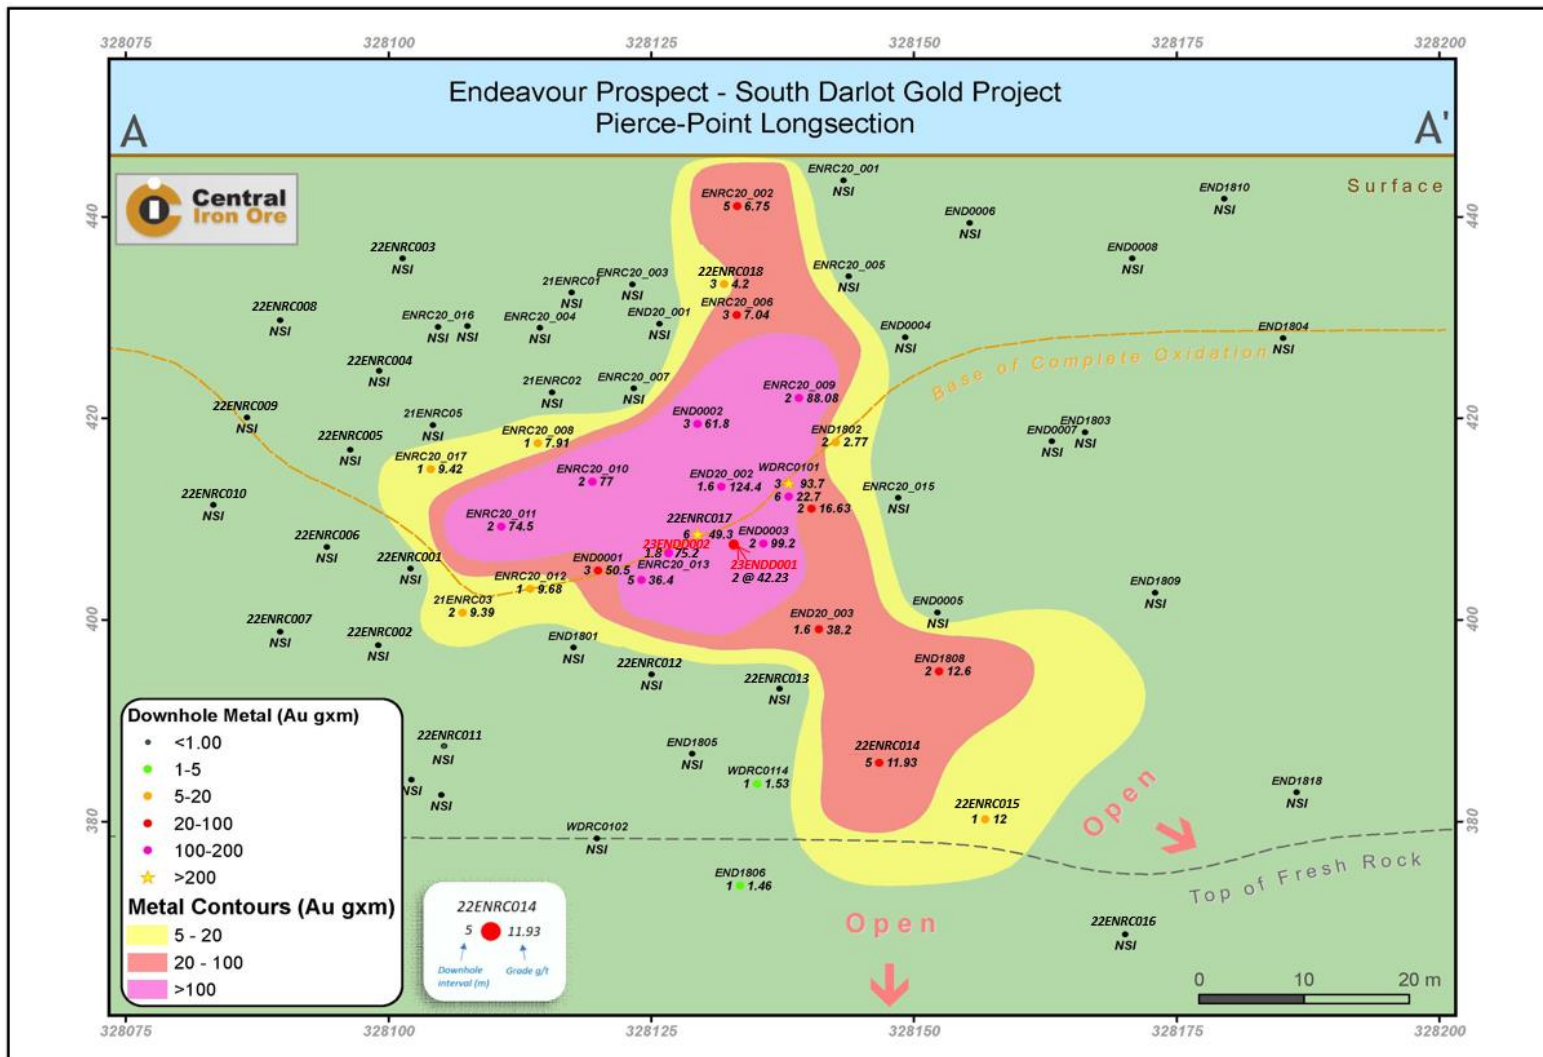 328075 328100 328125 328150 328175 328200
Endeavour Prospect - South Darlot Gold Project
Pierce-Point Longsection
A A'
Central
Iron Ore
Surface
440 440
420 420
400 400
380 380
ENRC20_001
NSI
END1810
NSI
ENRC20_002
5 6.75
END0006
NSI
22ENRC003
NSI
END0008
NSI
22ENRC018
3 4.2
ENRC20_005
NSI
ENRC20_003
NSI
21ENRC01
NSI
22ENRC008
NSI
ENRC20_016
NSI NSI
ENRC20_004
NSI
END20_001
NSI
ENRC20_006
3 7.04
END0004
NSI
END1804
NSI
Base of Complete Oxidation
22ENRC004
NSI
21ENRC02
NSI
ENRC20_007
NSI
ENRC20_009
2 88.08
22ENRC009
NSI
21ENRC05
NSI
END0002
3 61.8
END1803
NSI
END0007
NSI
22ENRC005
NSI
ENRC20_008
1 7.91
END1802
2 2.77
ENRC20_017
1 9.42
ENRC20_010
2 77
END20_002
1.6 124.4
WDRC0101
3 93.7
6 22.7
2 16.63
ENRC20_015
NSI
22ENRC010
NSI
ENRC20_011
2 74.5
22ENRC017
6 49.3
END0003
2 99.2
22ENRC006
NSI
23ENDD002
1.8 75.2
22ENRC001
NSI
END0001
3 50.5
ENRC20_013
5 36.4
23ENDD001
2 @ 42.23
ENRC20_012
1 9.68
21ENRC03
2 9.39
END1809
NSI
END0005
NSI
END20_003
1.6 38.2
22ENRC007
NSI
22ENRC002
NSI
END1801
NSI
22ENRC012
NSI
22ENRC013
NSI
END1808
2 12.6
22ENRC011
NSI
NSI
NSI
END1805
NSI
WDRC0114
1 1.53
22ENRC014
5 11.93
22ENRC015
1 12
END1818
NSI
Open
WDRC0102
NSI
END1806
1 1.46
Top of Fresh Rock
22ENRC016
NSI
Open
Downhole Metal (Au gxm)
<1.00
1-5
5-20
20-100
100-200
>200
Metal Contours (Au gxm)
5 - 20
20 - 100
>100
22ENRC014
5 11.93
Downhole
interval (m)
Grade g/t
0 10 20 m
328075 328100 328125 328150 328175 328200